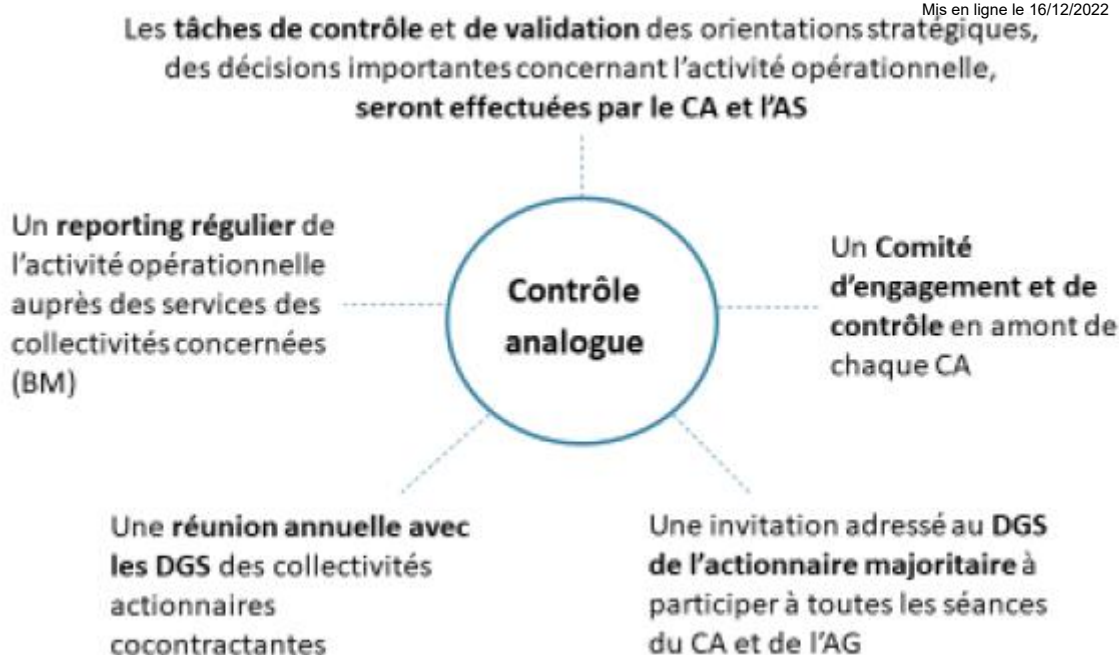 Mis en ligne le 16/12/2022
Les tâches de contrôle et de validation des orientations stratégiques,
des décisions importantes concernant l'activité opérationnelle,
seront effectuées par le CA et l'AS
Un reporting régulier de
l'activité opérationnelle
auprès des services des
collectivités concernées
(BM)
Contrôle
analogue
Un Comité
d'engagement et de
contrôle en amont de
chaque CA
Une réunion annuelle avec
les DGS des collectivités
actionnaires
cocontractantes
Une invitation adressé au DGS
de l'actionnaire majoritaire à
participer à toutes les séances
du CA et de l'AG